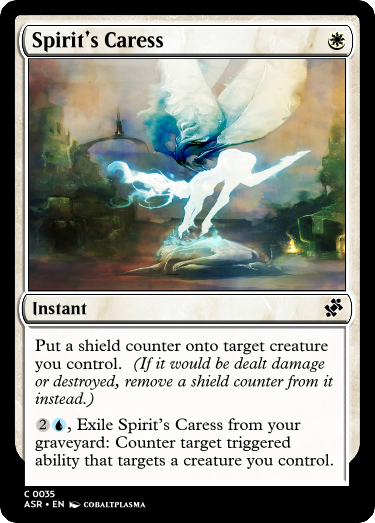 Spirit's Caress
Instant
Put a shield counter onto target creature
you control. (If it would be dealt damage
or destroyed, remove a shield counter from it
instead.)
2, Exile Spirit's Caress from your
graveyard: Counter target triggered
ability that targets a creature you control.
C 0035
ASR • EN COBALTPLASMA